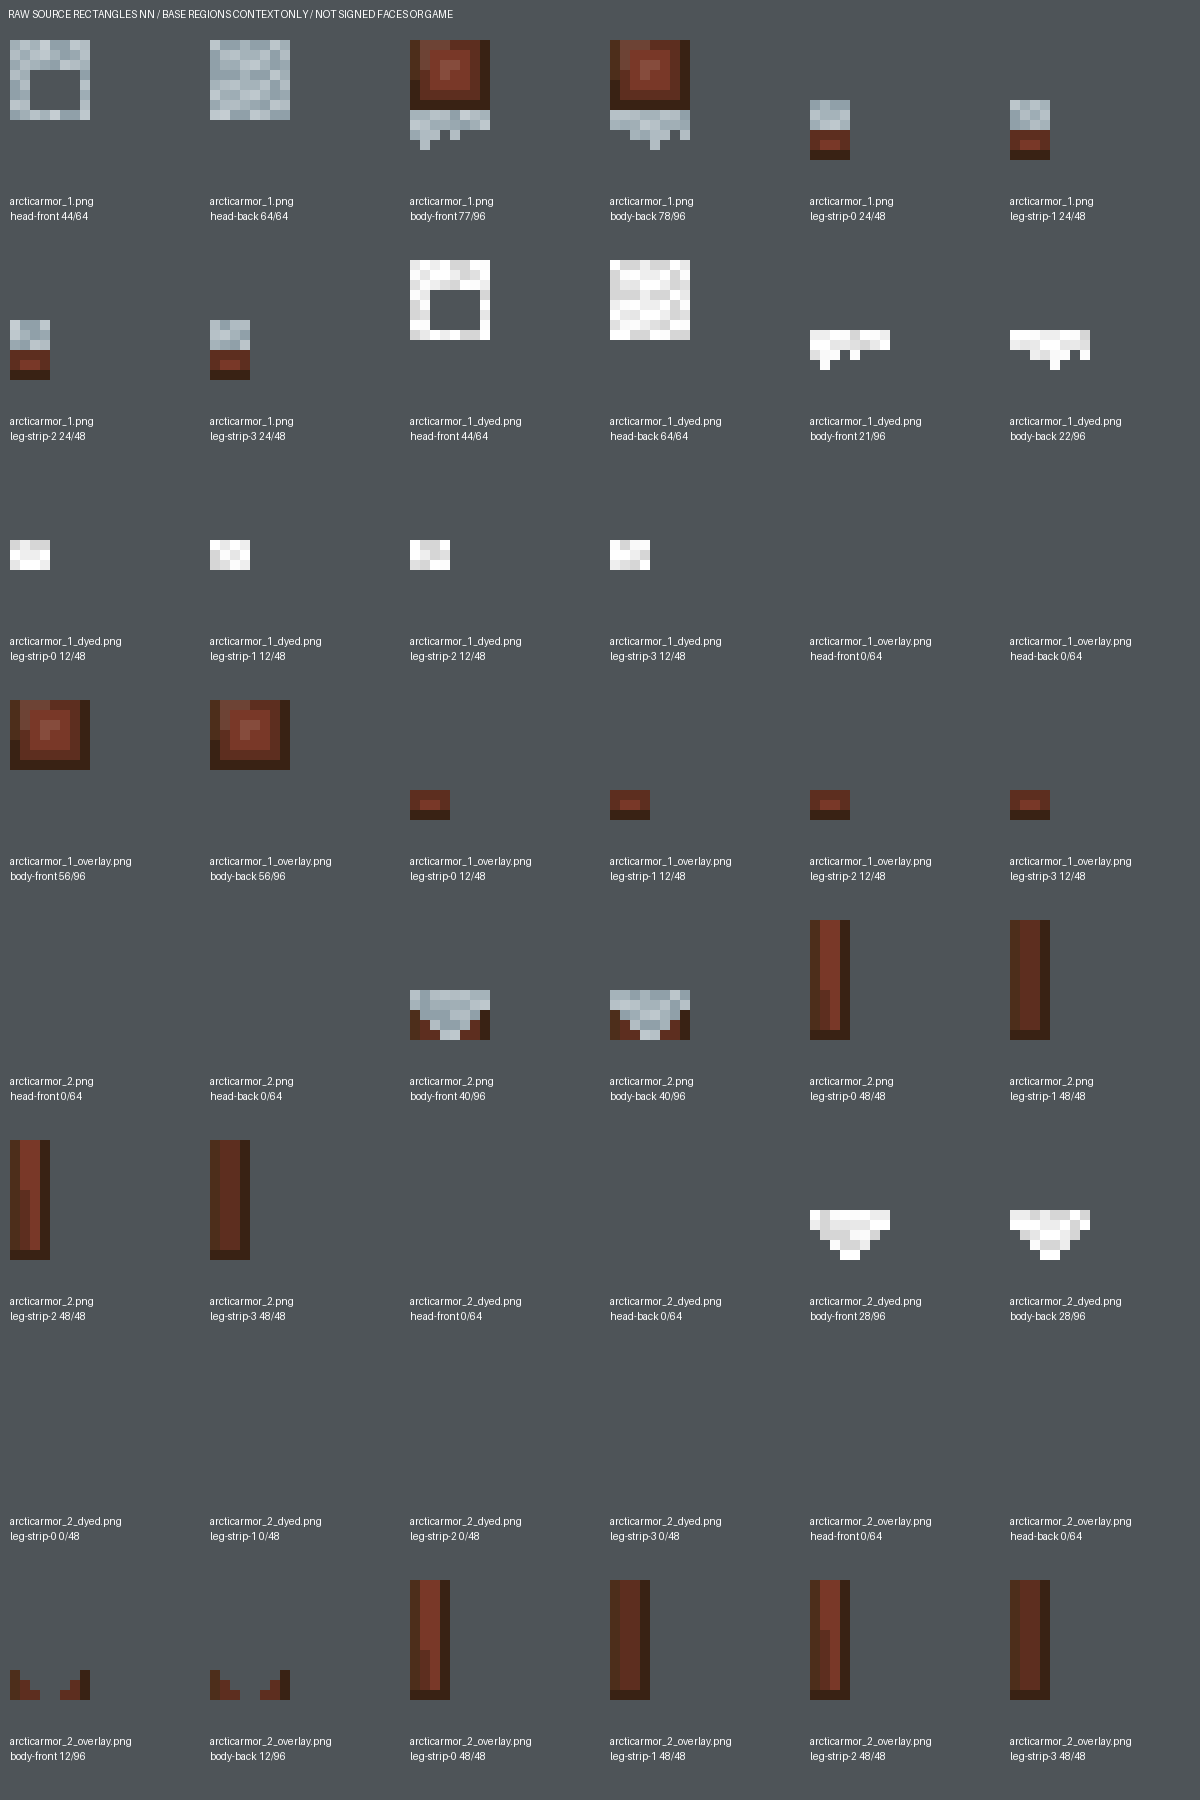 RAW SOURCE RECTANGLES NN / BASE REGIONS CONTEXT ONLY / NOT SIGNED FACES OR GAME
arcticarmor_1.png
head-front 44/64
arcticarmor_1.png
head-back 64/64
arcticarmor_1.png
body-front 77/96
arcticarmor_1.png
body-back 78/96
arcticarmor_1.png
leg-strip-0 24/48
arcticarmor_1.png
leg-strip-1 24/48
arcticarmor_1.png
leg-strip-2 24/48
arcticarmor_1.png
leg-strip-3 24/48
arcticarmor_1_dyed.png
head-front 44/64
arcticarmor_1_dyed.png
head-back 64/64
arcticarmor_1_dyed.png
body-front 21/96
arcticarmor_1_dyed.png
body-back 22/96
arcticarmor_1_dyed.png
leg-strip-0 12/48
arcticarmor_1_dyed.png
leg-strip-1 12/48
arcticarmor_1_dyed.png
leg-strip-2 12/48
arcticarmor_1_dyed.png
leg-strip-3 12/48
arcticarmor_1_overlay.png
head-front 0/64
arcticarmor_1_overlay.png
head-back 0/64
arcticarmor_1_overlay.png
body-front 56/96
arcticarmor_1_overlay.png
body-back 56/96
arcticarmor_1_overlay.png
leg-strip-0 12/48
arcticarmor_1_overlay.png
leg-strip-1 12/48
arcticarmor_1_overlay.png
leg-strip-2 12/48
arcticarmor_1_overlay.png
leg-strip-3 12/48
arcticarmor_2.png
head-front 0/64
arcticarmor_2.png
head-back 0/64
arcticarmor_2.png
body-front 40/96
arcticarmor_2.png
body-back 40/96
arcticarmor_2.png
leg-strip-0 48/48
arcticarmor_2.png
leg-strip-1 48/48
arcticarmor_2.png
leg-strip-2 48/48
arcticarmor_2.png
leg-strip-3 48/48
arcticarmor_2_dyed.png
head-front 0/64
arcticarmor_2_dyed.png
head-back 0/64
arcticarmor_2_dyed.png
body-front 28/96
arcticarmor_2_dyed.png
body-back 28/96
arcticarmor_2_dyed.png
leg-strip-0 0/48
arcticarmor_2_dyed.png
leg-strip-1 0/48
arcticarmor_2_dyed.png
leg-strip-2 0/48
arcticarmor_2_dyed.png
leg-strip-3 0/48
arcticarmor_2_overlay.png
head-front 0/64
arcticarmor_2_overlay.png
head-back 0/64
arcticarmor_2_overlay.png
body-front 12/96
arcticarmor_2_overlay.png
body-back 12/96
arcticarmor_2_overlay.png
leg-strip-0 48/48
arcticarmor_2_overlay.png
leg-strip-1 48/48
arcticarmor_2_overlay.png
leg-strip-2 48/48
arcticarmor_2_overlay.png
leg-strip-3 48/48